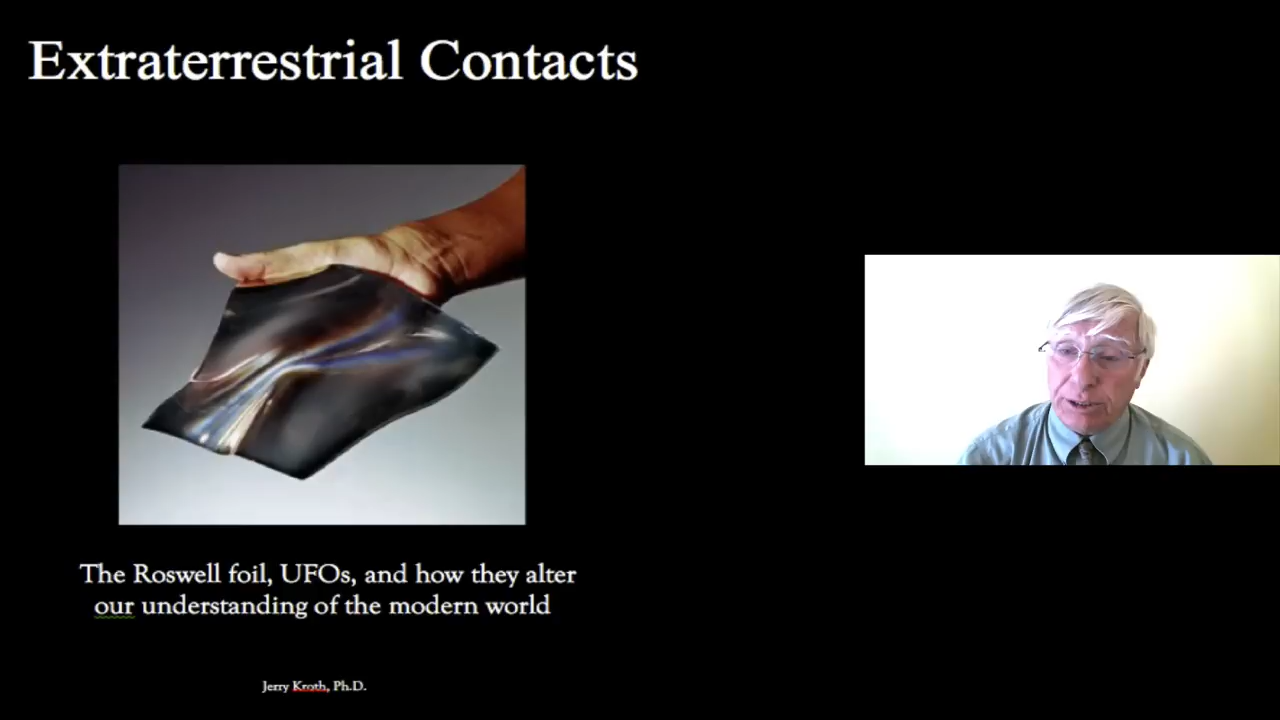 Extraterrestrial Contacts
The Roswell foil, UFOs, and how they alter
our understanding of the modern world
Jerry Kroth, Ph.D.